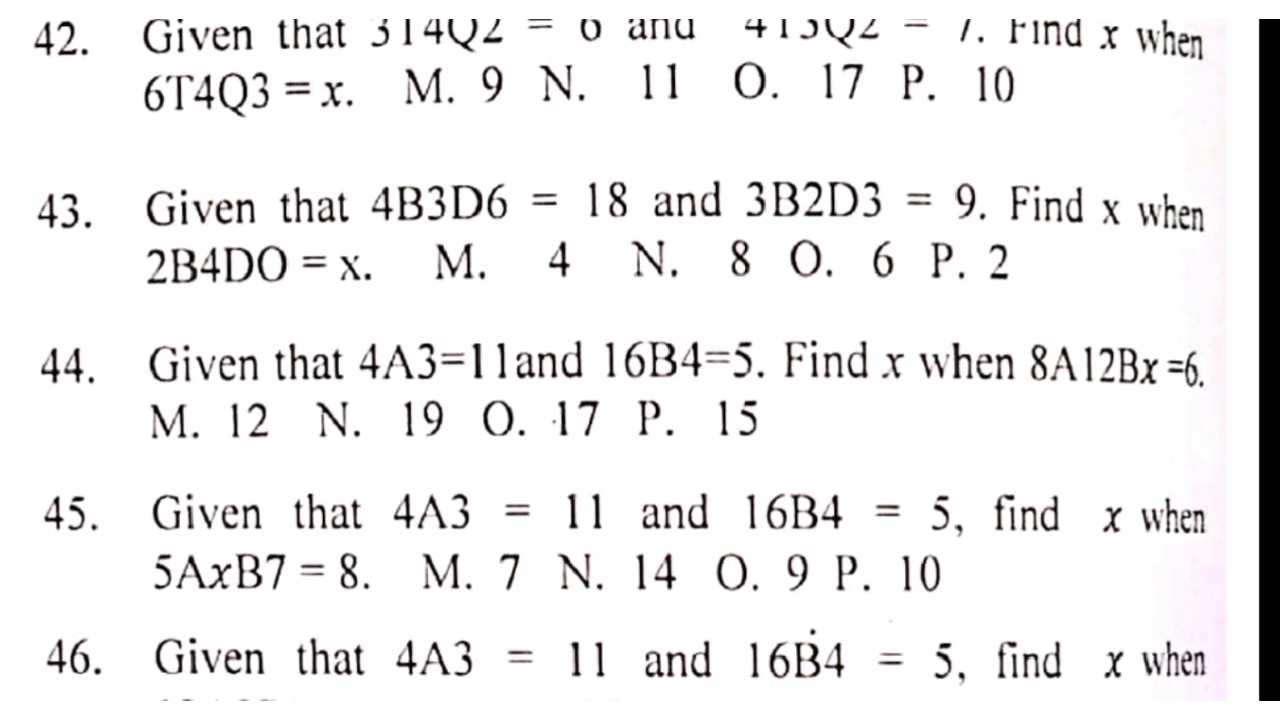 42. Given that 3T4Q2 = 6 and 4T5Q2 = 7. Find x when
6T4Q3 = x. M. 9 N. 11 O. 17 P. 10
43. Given that 4B3D6 = 18 and 3B2D3 = 9. Find x when
2B4DO = x. M. 4 N. 8 O. 6 P. 2
44. Given that 4A3=11and 16B4=5. Find x when 8A12Bx =6.
M. 12 N. 19 O. 17 P. 15
45. Given that 4A3 = 11 and 16B4 = 5, find x when
5AxB7 = 8. M. 7 N. 14 O. 9 P. 10
46. Given that 4A3 = 11 and 16B4 = 5, find x when